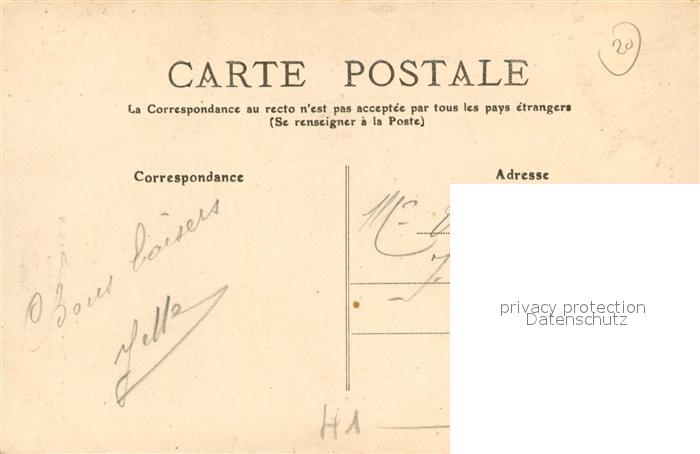 20
CARTE POSTALE
La Correspondance au recto n'est pas acceptée par tous les pays étrangers
(Se renseigner à la Poste)
Correspondance
Adresse
Bons baisers
privacy protection
Datenschutz